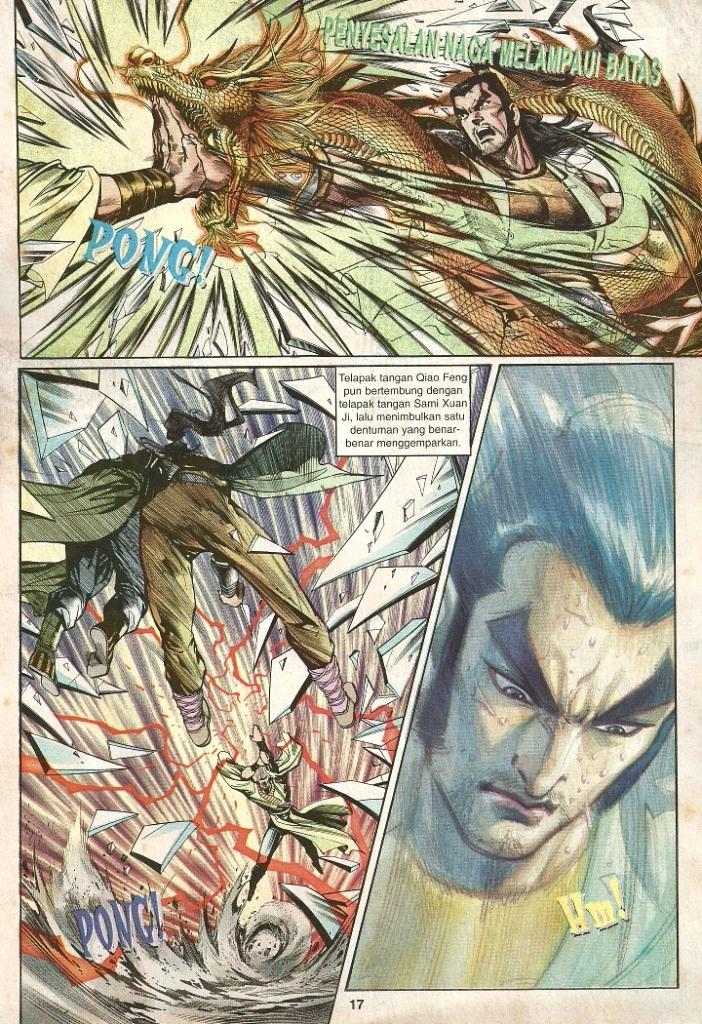 PENYESALAN NAGA MELAMPAUI BATAS
PONG!
Telapak tangan Qiao Feng
pun bertembung dengan
telapak tangan Sami Xuan
Ji, lalu menimbulkan satu
dentuman yang benar-
benar menggemparkan.
PONG!
Hm!
17